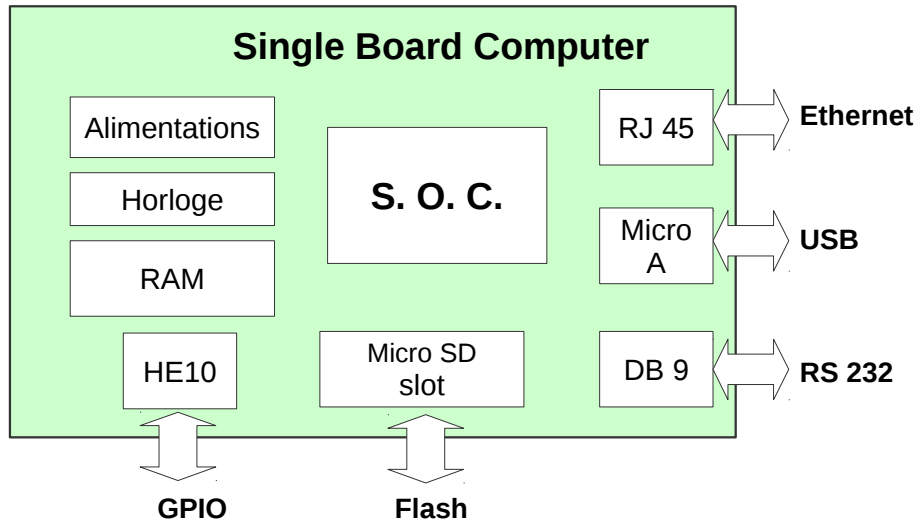 Single Board Computer
Alimentations
Horloge
RAM
HE10
S. O. C.
Micro SD
slot
RJ 45
Micro
A
DB 9
Ethernet
USB
RS 232
GPIO
Flash